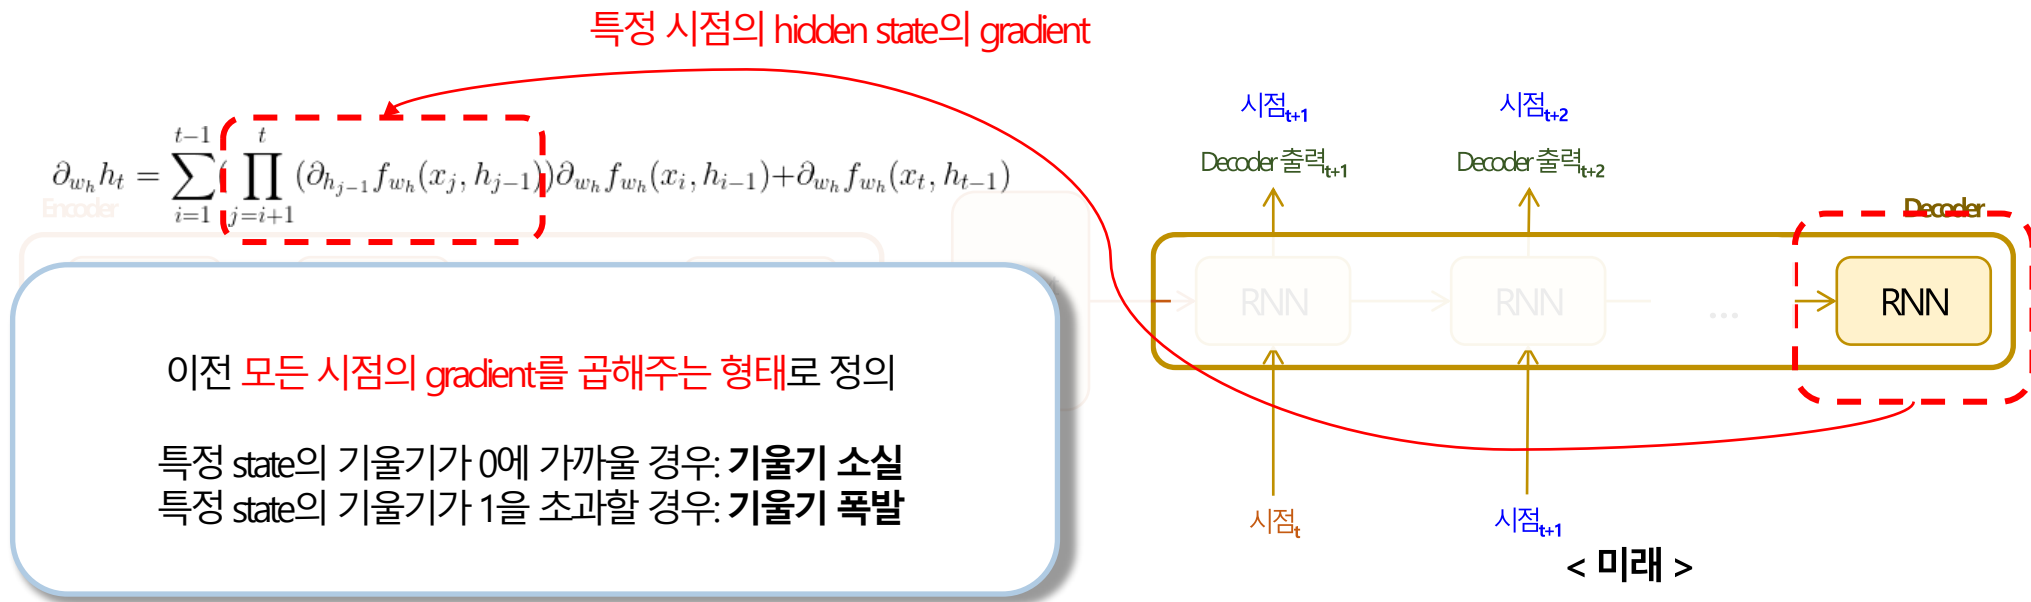 특정 시점의 hidden state의 gradient
∂_{w_h} h_t = \sum_{i=1}^{t-1} ( \prod_{j=i+1}^{t} (∂_{h_{j-1}} f_{w_h}(x_j, h_{j-1})) ∂_{w_h} f_{w_h}(x_i, h_{i-1}) + ∂_{w_h} f_{w_h}(x_t, h_{t-1})
Encoder
이전 모든 시점의 gradient를 곱해주는 형태로 정의
특정 state의 기울기가 0에 가까울 경우: 기울기 소실
특정 state의 기울기가 1을 초과할 경우: 기울기 폭발
시점t+1
시점t+2
Decoder 출력t+1
Decoder 출력t+2
Decoder
RNN
RNN
...
RNN
시점t
시점t+1
< 미래 >